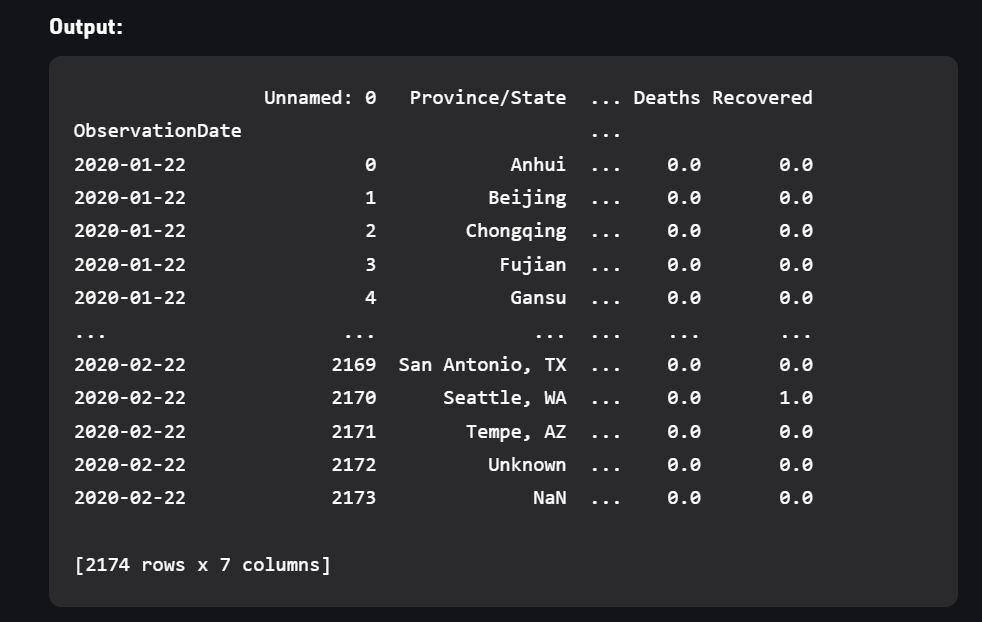 Output:
Unnamed: 0 Province/State ... Deaths Recovered
ObservationDate ...
2020-01-22 0 Anhui ... 0.0 0.0
2020-01-22 1 Beijing ... 0.0 0.0
2020-01-22 2 Chongqing ... 0.0 0.0
2020-01-22 3 Fujian ... 0.0 0.0
2020-01-22 4 Gansu ... 0.0 0.0
... ... ... ... ... ...
2020-02-22 2169 San Antonio, TX ... 0.0 0.0
2020-02-22 2170 Seattle, WA ... 0.0 1.0
2020-02-22 2171 Tempe, AZ ... 0.0 0.0
2020-02-22 2172 Unknown ... 0.0 0.0
2020-02-22 2173 NaN ... 0.0 0.0
[2174 rows x 7 columns]